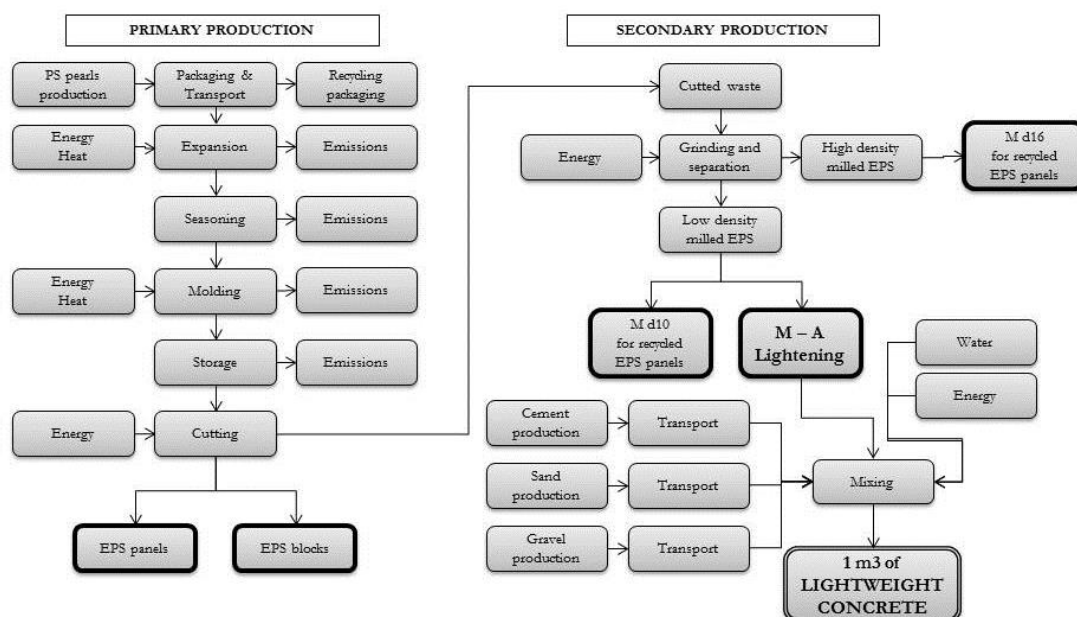 PRIMARY PRODUCTION
PS pearls
production
Packaging &
Transport
Recycling
packaging
Energy
Heat
Expansion
Emissions
Seasoning
Emissions
Energy
Heat
Molding
Emissions
Storage
Emissions
Energy
Cutting
EPS panels
EPS blocks
SECONDARY PRODUCTION
Cutted waste
Energy
Grinding and
separation
High density
milled EPS
M d16
for recycled
EPS panels
Low density
milled EPS
M d10
for recycled
EPS panels
M – A
Lightening
Water
Energy
Cement
production
Transport
Sand
production
Transport
Mixing
Gravel
production
Transport
1 m3 of
LIGHTWEIGHT
CONCRETE